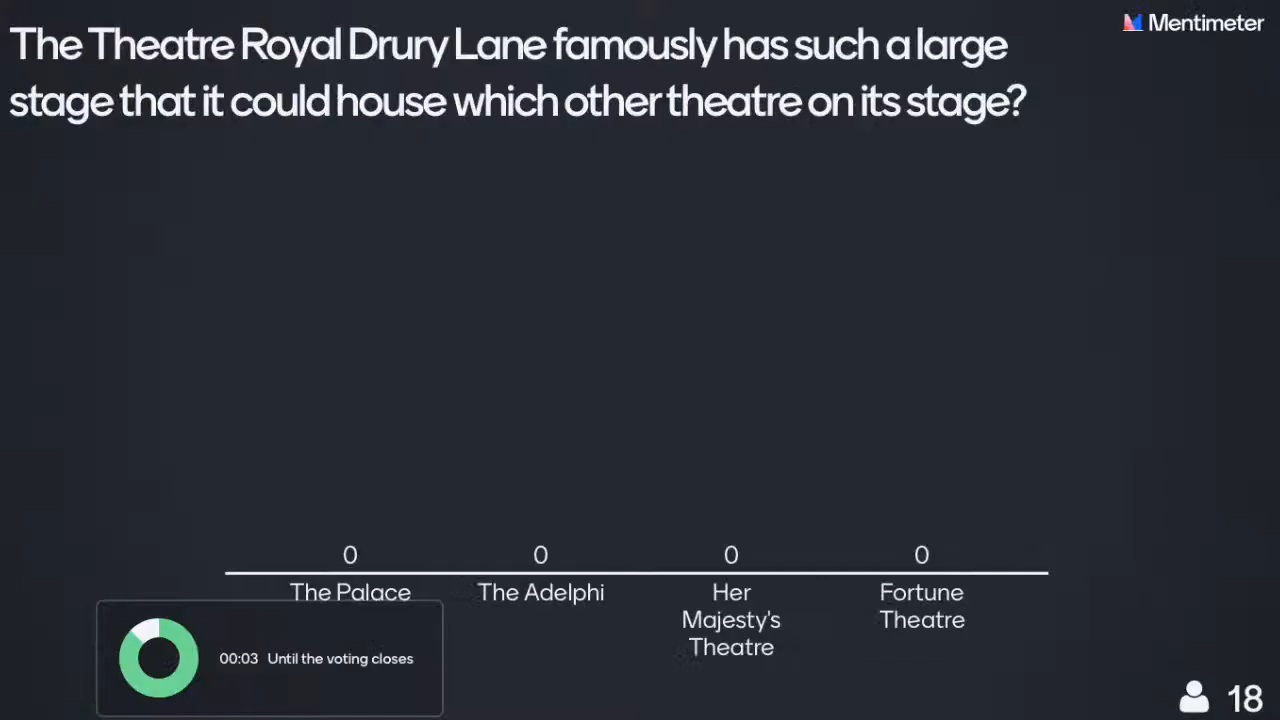 Mentimeter
The Theatre Royal Drury Lane famously has such a large
stage that it could house which other theatre on its stage?
0 0 0 0
The Palace The Adelphi Her Fortune
Majesty's Theatre
Theatre
00:03 Until the voting closes
18